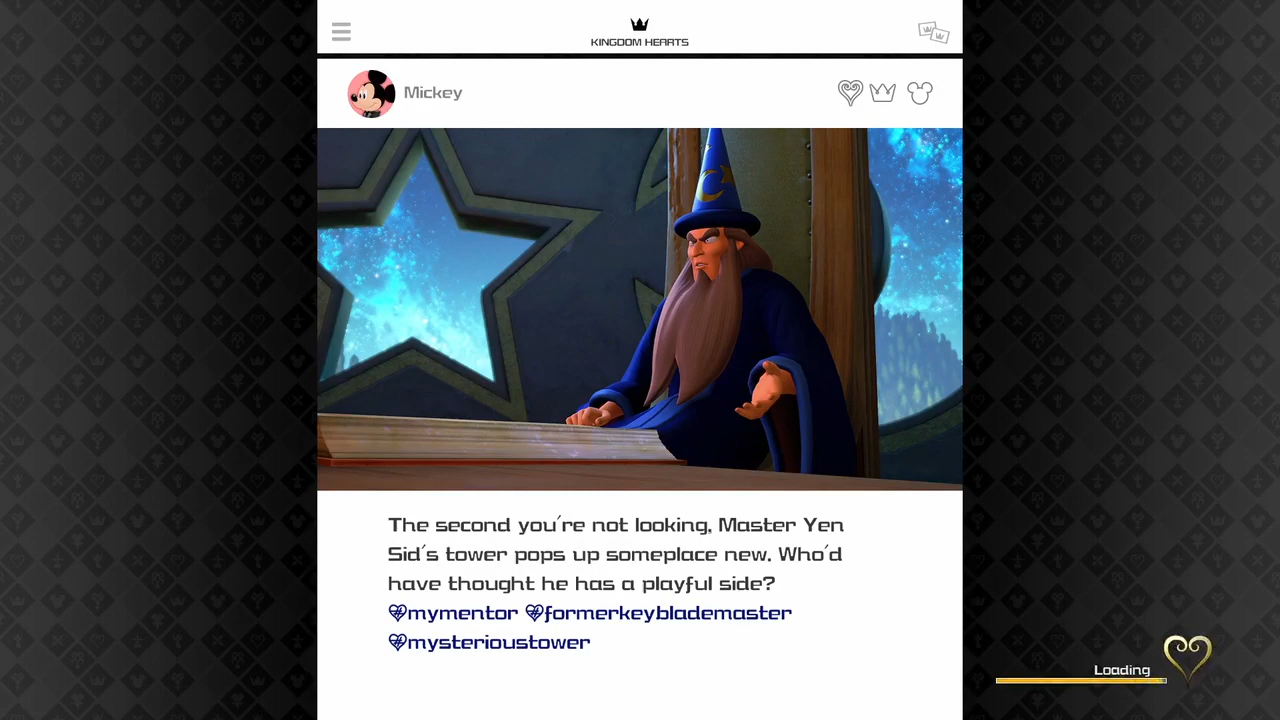 KINGDOM HEARTS
Mickey
The second you're not looking, Master Yen
Sid's tower pops up someplace new. Who'd
have thought he has a playful side?
#mymentor #formerkeyblademaster
#mysterioustower
Loading